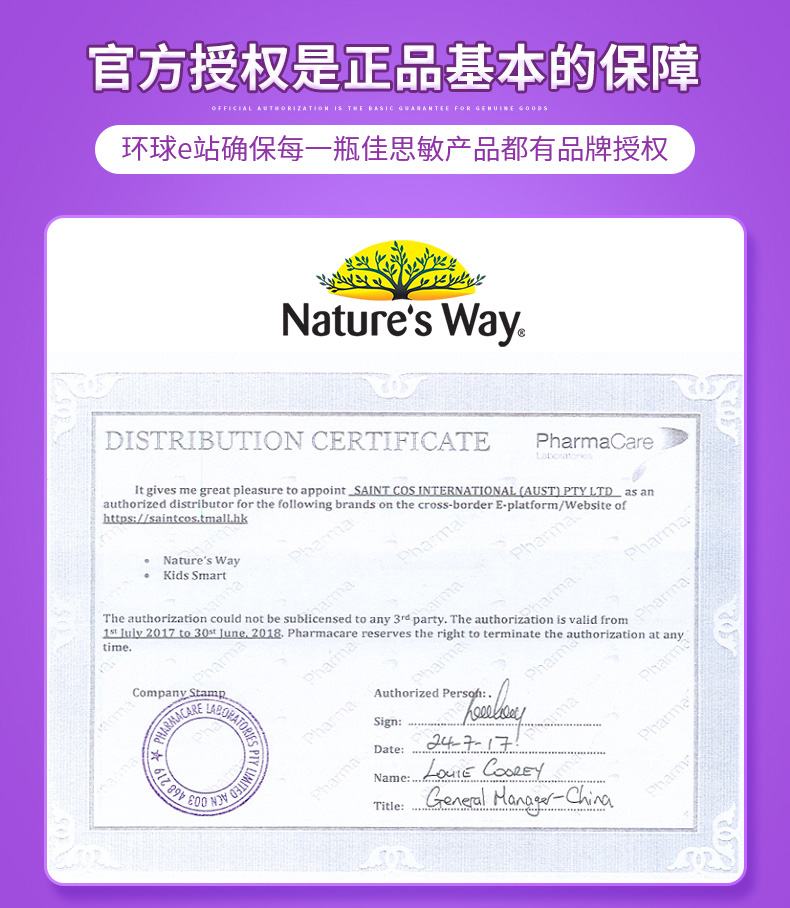 官方授权是正品基本的保障
OFFICIAL AUTHORIZATION IS THE BASIC GUARANTEE FOR GENUINE GOODS
环球e站确保每一瓶佳思敏产品都有品牌授权
Nature's Way®
DISTRIBUTION CERTIFICATE
PharmaCare
Laboratories
It gives me great pleasure to appoint SAINT COS INTERNATIONAL (AUST) PTY LTD as an
authorized distributor for the following brands on the cross-border E-platform/Website of
https://saintcos.tmall.hk
• Nature's Way
• Kids Smart
The authorization could not be sublicensed to any 3rd party. The authorization is valid from
1st July 2017 to 30st June, 2018. Pharmacare reserves the right to terminate the authorization at any
time.
Company Stamp
PHARMACARE LABORATORIES PTY LIMITED ACN 003 468 219
Authorized Person:
Sign:
Date: 24-7-17
Name: LOUIE COOREY
Title: General Manager-China